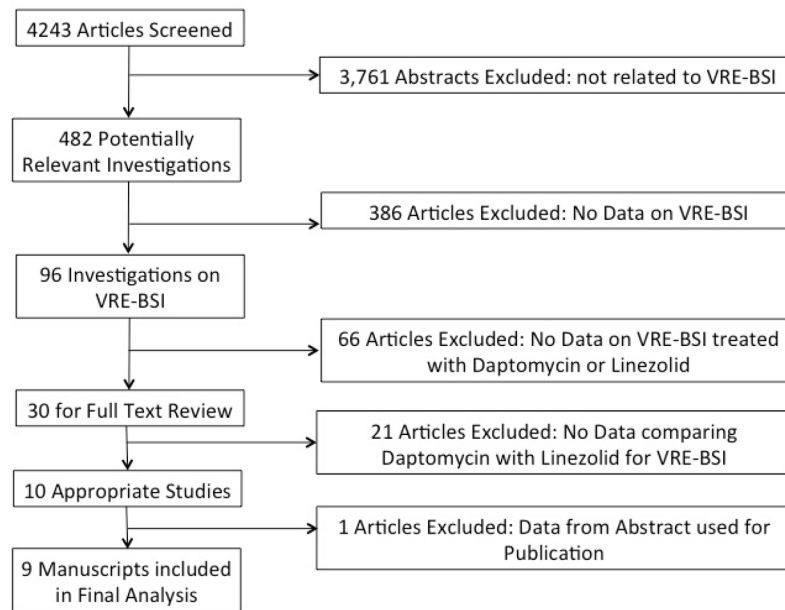 4243 Articles Screened
3,761 Abstracts Excluded: not related to VRE-BSI
482 Potentially
Relevant Investigations
386 Articles Excluded: No Data on VRE-BSI
96 Investigations on
VRE-BSI
66 Articles Excluded: No Data on VRE-BSI treated
with Daptomycin or Linezolid
30 for Full Text Review
21 Articles Excluded: No Data comparing
Daptomycin with Linezolid for VRE-BSI
10 Appropriate Studies
1 Articles Excluded: Data from Abstract used for
Publication
9 Manuscripts included
in Final Analysis